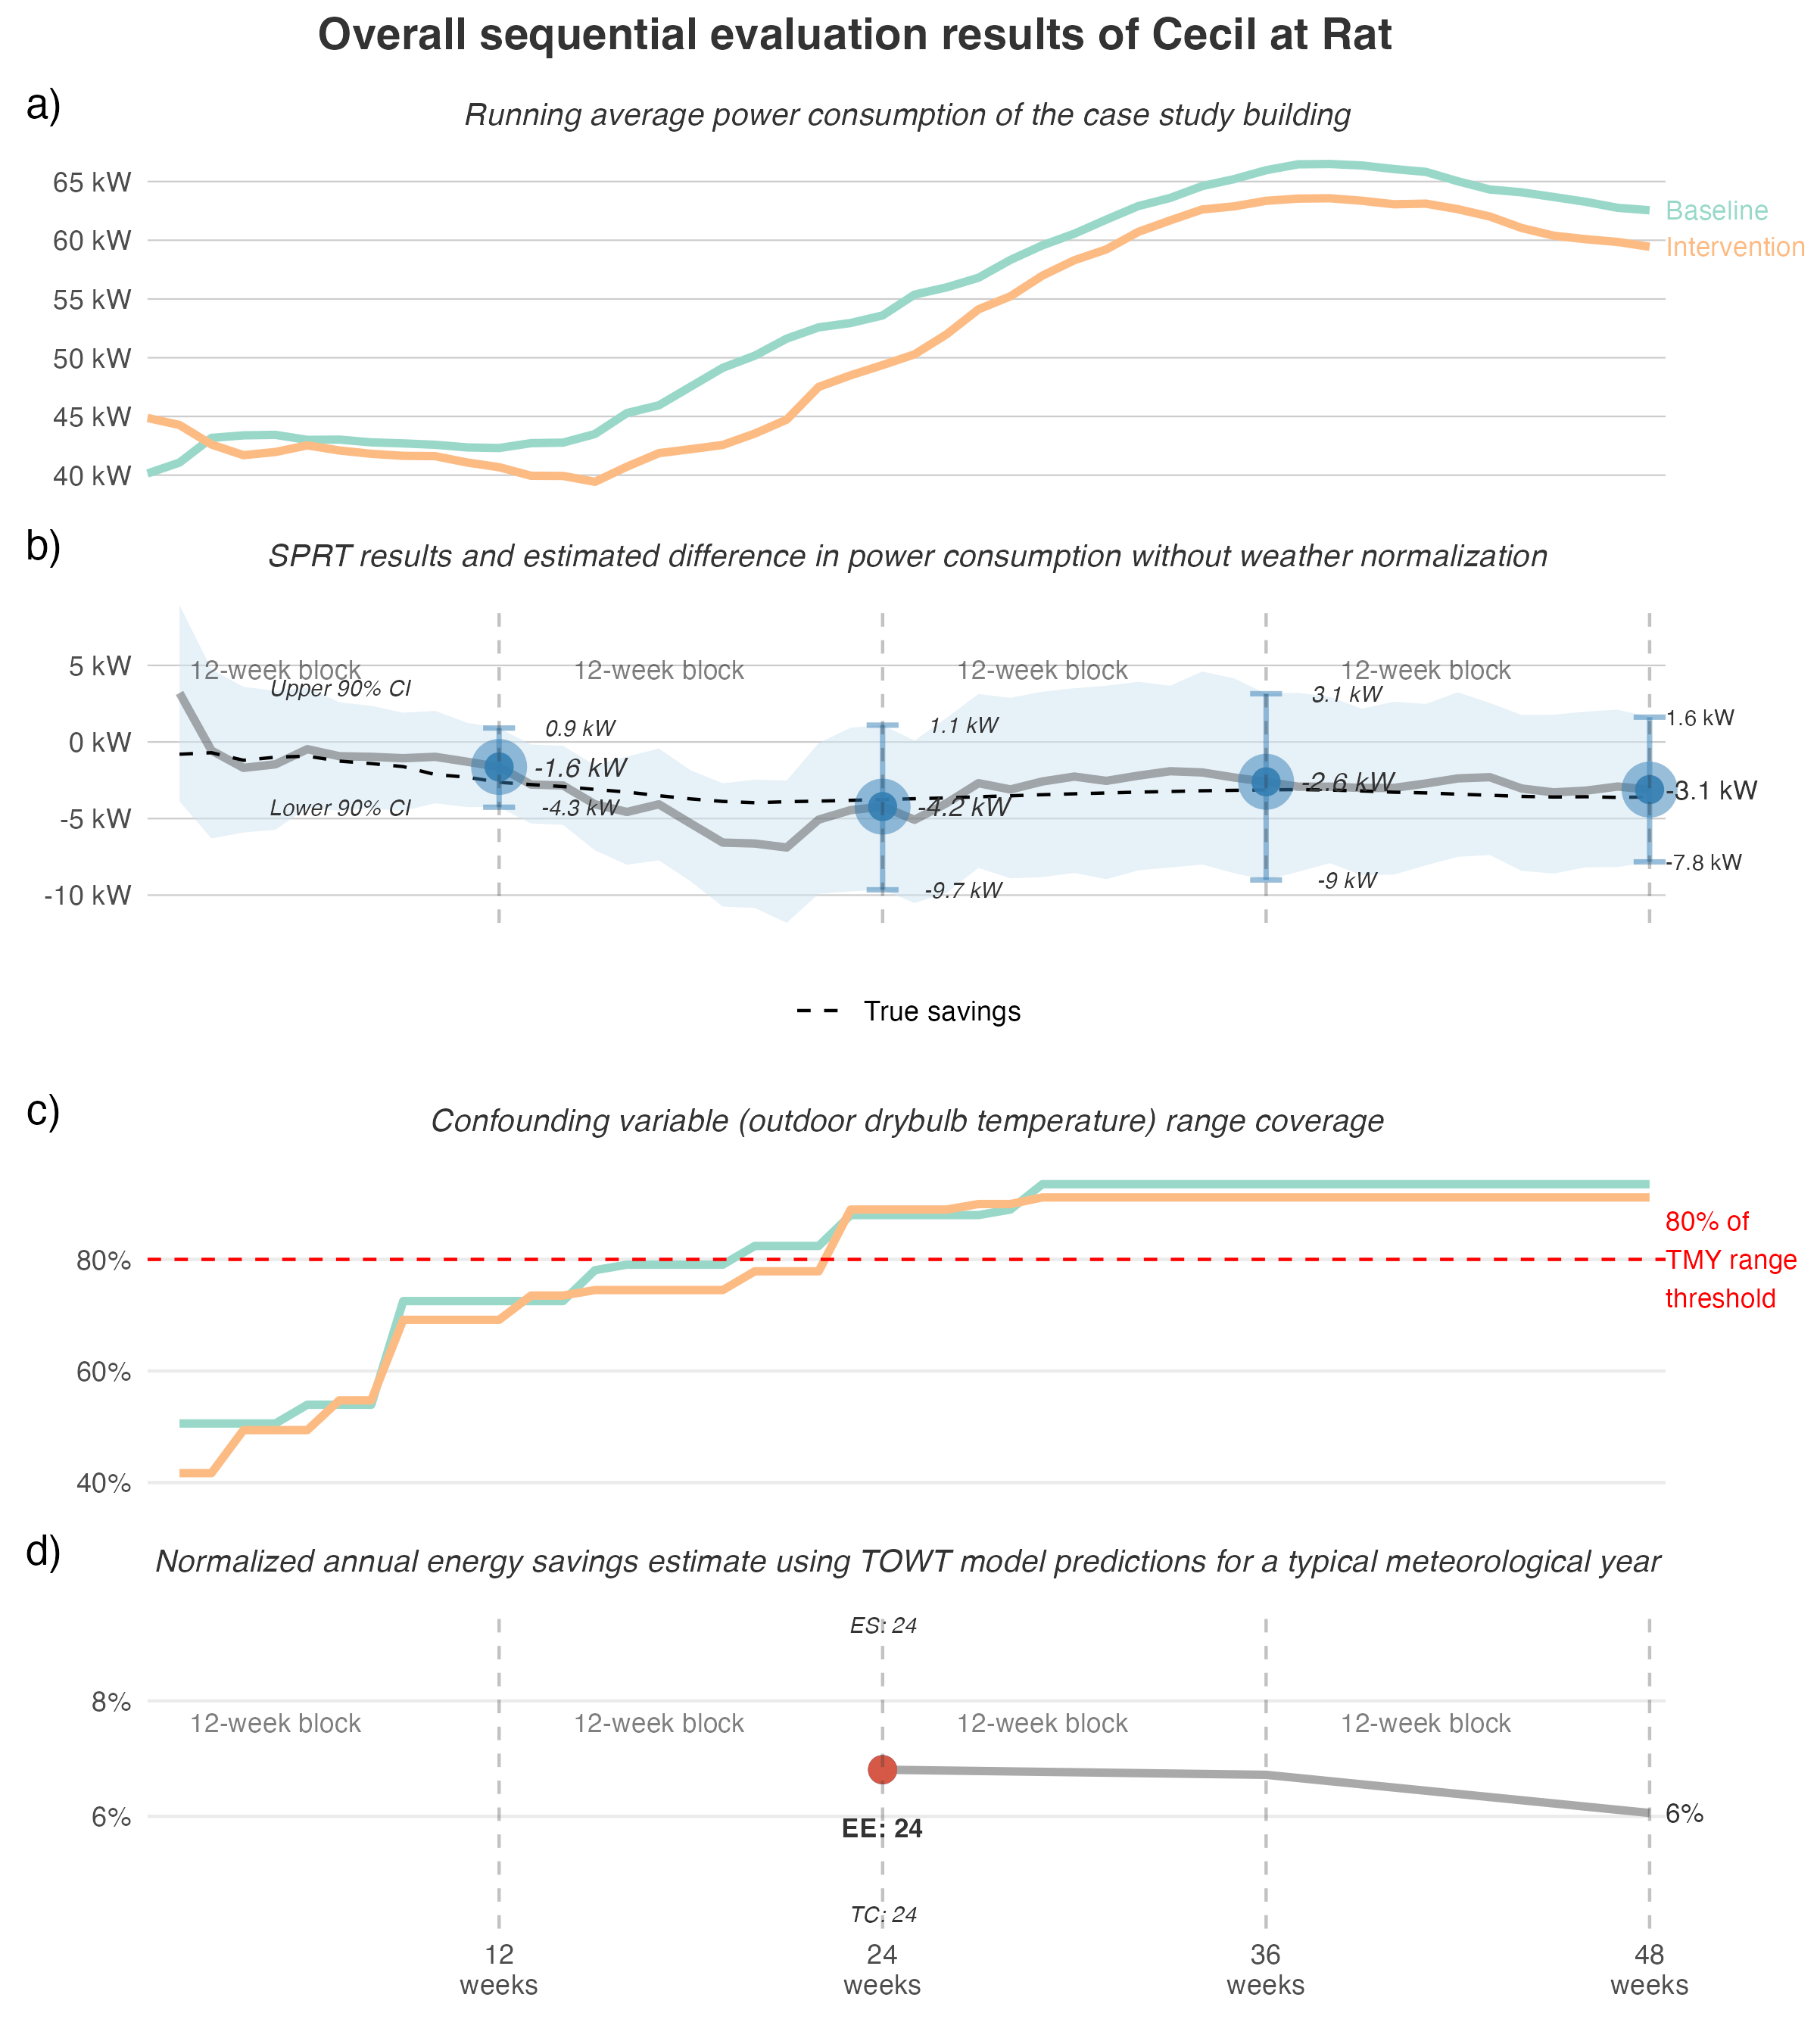 Overall sequential evaluation results of Cecil at Rat
a)
Running average power consumption of the case study building
65 kW
60 kW
55 kW
50 kW
45 kW
40 kW
Baseline
Intervention
b)
SPRT results and estimated difference in power consumption without weather normalization
5 kW
0 kW
-5 kW
-10 kW
12-week block
12-week block
12-week block
12-week block
Upper 90% CI
Lower 90% CI
0.9 kW
-1.6 kW
-4.3 kW
1.1 kW
-4.2 kW
-9.7 kW
3.1 kW
-2.6 kW
-9 kW
1.6 kW
-3.1 kW
-7.8 kW
True savings
c)
Confounding variable (outdoor drybulb temperature) range coverage
80%
60%
40%
80% of
TMY range
threshold
d)
Normalized annual energy savings estimate using TOWT model predictions for a typical meteorological year
ES: 24
8%
12-week block
12-week block
12-week block
12-week block
6%
EE: 24
6%
TC: 24
12
weeks
24
weeks
36
weeks
48
weeks